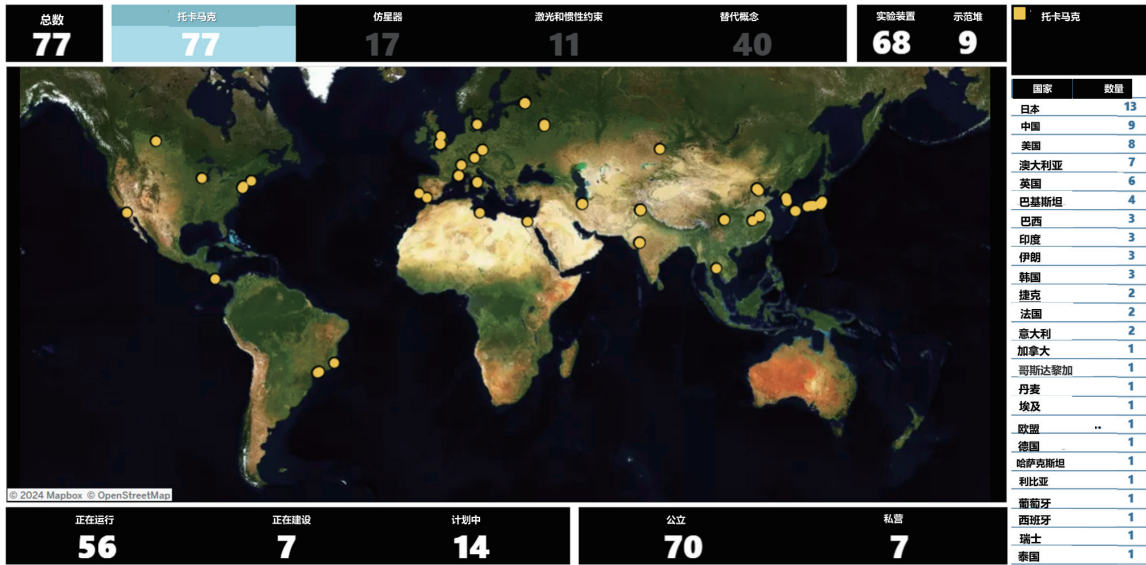 总数 托卡马克 仿星器 激光和惯性约束 替代概念 实验装置 示范堆 托卡马克
77 77 17 11 40 68 9
国家 数量
日本 13
中国 9
美国 8
澳大利亚 7
英国 6
巴基斯坦 4
巴西 3
印度 3
伊朗 3
韩国 3
捷克 2
法国 2
意大利 2
加拿大 1
哥斯达黎加 1
丹麦 1
埃及 1
欧盟 1
德国 1
哈萨克斯坦 1
利比亚 1
葡萄牙 1
西班牙 1
瑞士 1
泰国 1
© 2024 Mapbox © OpenStreetMap
正在运行 正在建设 计划中 公立 私营
56 7 14 70 7